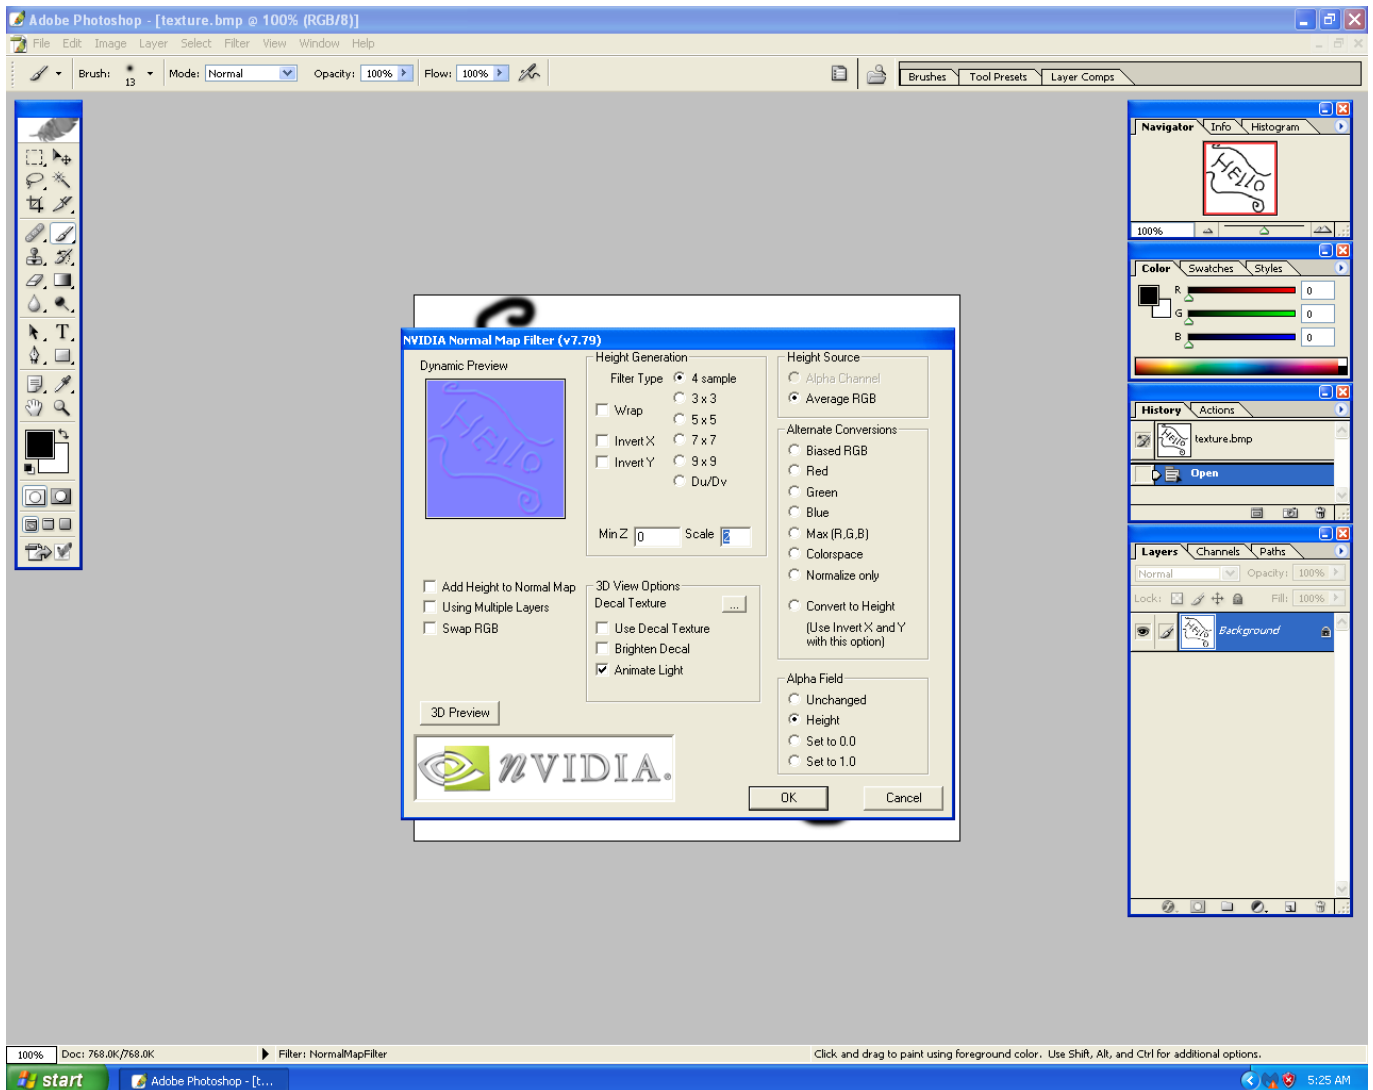 Adobe Photoshop - [texture.bmp @ 100% (RGB/8)]
File Edit Image Layer Select Filter View Window Help
Brush: 13 Mode: Normal Opacity: 100% Flow: 100% Brushes Tool Presets Layer Comps
Navigator Info Histogram
HELLO
100%
Color Swatches Styles
R 0
G 0
B 0
History Actions
HELLO texture.bmp
Open
Layers Channels Paths
Normal Opacity: 100%
Lock: Fill: 100%
HELLO Background
T
NVIDIA Normal Map Filter (v7.79)
Dynamic Preview
HELLO
Height Generation
Filter Type 4 sample
3 x 3
Wrap
5 x 5
Invert X 7 x 7
Invert Y 9 x 9
Du/Dv
Min Z 0 Scale 2
Height Source
Alpha Channel
Average RGB
Alternate Conversions
Biased RGB
Red
Green
Blue
Max (R,G,B)
Colorspace
Normalize only
Convert to Height
(Use Invert X and Y
with this option)
Add Height to Normal Map
Using Multiple Layers
Swap RGB
3D View Options
Decal Texture ...
Use Decal Texture
Brighten Decal
Animate Light
Alpha Field
Unchanged
Height
Set to 0.0
Set to 1.0
3D Preview
nVIDIA.®
OK Cancel
100% Doc: 768.0K/768.0K Filter: NormalMapFilter Click and drag to paint using foreground color. Use Shift, Alt, and Ctrl for additional options.
start Adobe Photoshop - [t... 5:25 AM